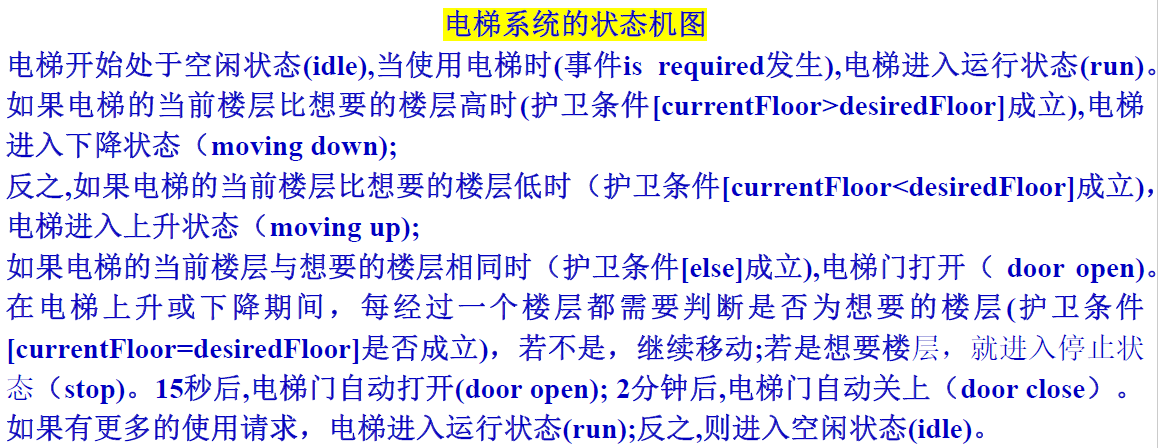 电梯系统的状态机图
电梯开始处于空闲状态(idle),当使用电梯时(事件is required发生),电梯进入运行状态(run)。
如果电梯的当前楼层比想要的楼层高时(护卫条件[currentFloor>desiredFloor]成立),电梯
进入下降状态（moving down);
反之,如果电梯的当前楼层比想要的楼层低时（护卫条件[currentFloor<desiredFloor]成立),
电梯进入上升状态（moving up);
如果电梯的当前楼层与想要的楼层相同时（护卫条件[else]成立),电梯门打开（ door open)。
在电梯上升或下降期间，每经过一个楼层都需要判断是否为想要的楼层(护卫条件
[currentFloor=desiredFloor]是否成立)，若不是，继续移动;若是想要楼层，就进入停止状
态（stop)。15秒后,电梯门自动打开(door open); 2分钟后,电梯门自动关上（door close）。
如果有更多的使用请求，电梯进入运行状态(run);反之,则进入空闲状态(idle)。